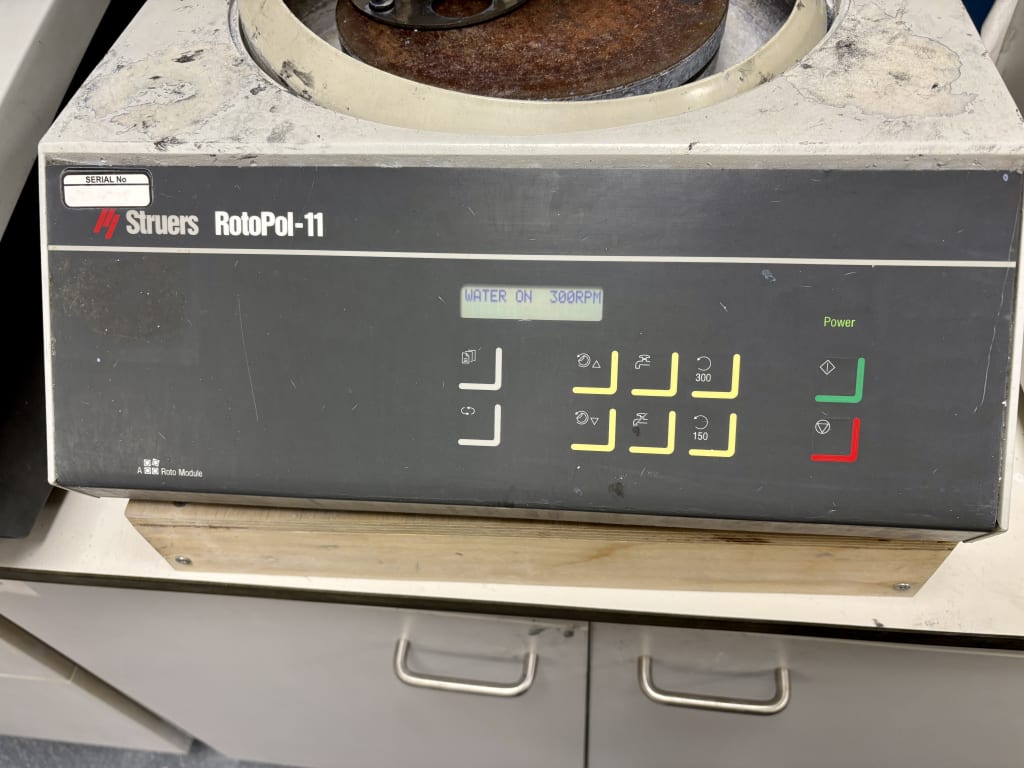 SERIAL No
Struers RotoPol-11
WATER ON 300RPM
Power
300
150
A Roto Module